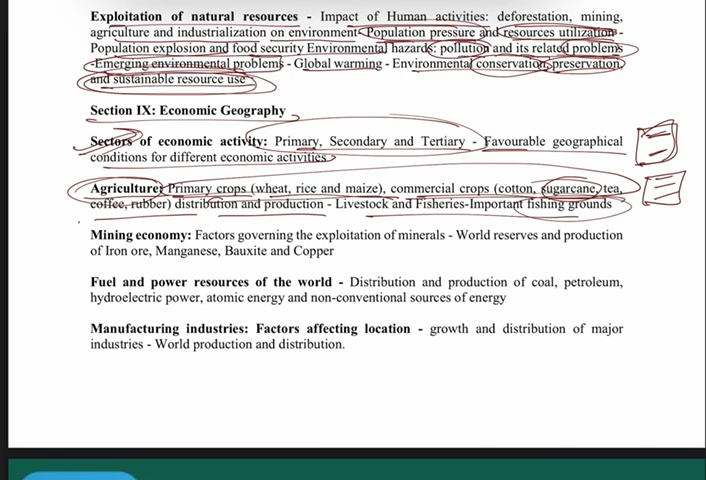 Exploitation of natural resources - Impact of Human activities: deforestation, mining,
agriculture and industrialization on environment- Population pressure and resources utilization -
Population explosion and food security Environmental hazards: pollution and its related problems
-Emerging environmental problems - Global warming - Environmental conservation, preservation
and sustainable resource use
Section IX: Economic Geography
Sectors of economic activity: Primary, Secondary and Tertiary - Favourable geographical
conditions for different economic activities
Agriculture: Primary crops (wheat, rice and maize), commercial crops (cotton, sugarcane, tea,
coffee, rubber) distribution and production - Livestock and Fisheries-Important fishing grounds
Mining economy: Factors governing the exploitation of minerals - World reserves and production
of Iron ore, Manganese, Bauxite and Copper
Fuel and power resources of the world - Distribution and production of coal, petroleum,
hydroelectric power, atomic energy and non-conventional sources of energy
Manufacturing industries: Factors affecting location - growth and distribution of major
industries - World production and distribution.